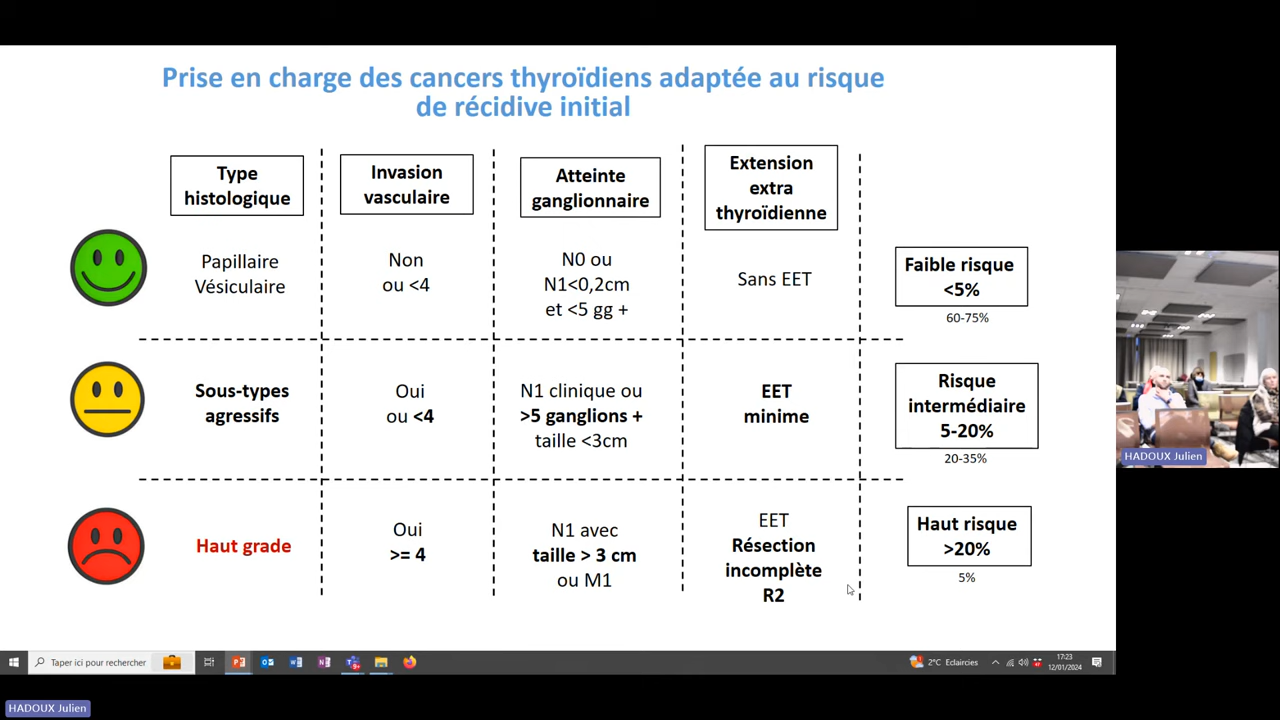 Prise en charge des cancers thyroïdiens adaptée au risque
de récidive initial
Type
histologique
Invasion
vasculaire
Atteinte
ganglionnaire
Extension
extra
thyroïdienne
Papillaire
Vésiculaire
Non
ou <4
N0 ou
N1<0,2cm
et <5 gg +
Sans EET
Faible risque
<5%
60-75%
Sous-types
agressifs
Oui
ou <4
N1 clinique ou
>5 ganglions +
taille <3cm
EET
minime
Risque
intermédiaire
5-20%
20-35%
Haut grade
Oui
>= 4
N1 avec
taille > 3 cm
ou M1
EET
Résection
incomplète
R2
Haut risque
>20%
5%
HADOUX Julien
Taper ici pour rechercher
2°C Eclaircies
17:23
12/01/2024
HADOUX Julien